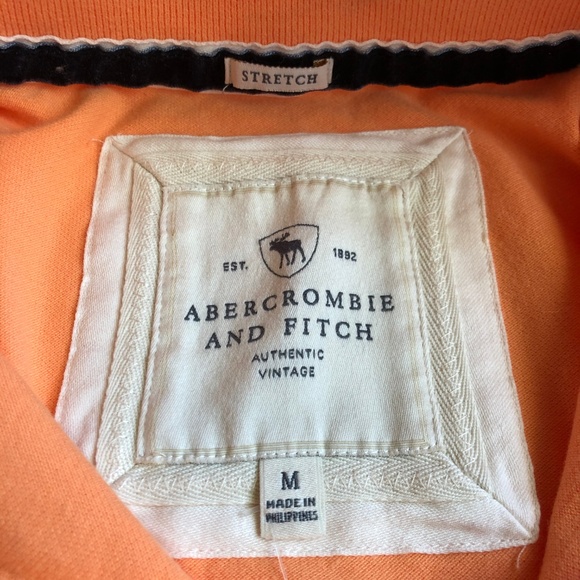 STRETCH
EST. 1892
ABERCROMBIE
AND FITCH
AUTHENTIC
VINTAGE
M
MADE IN
PHILIPPINES